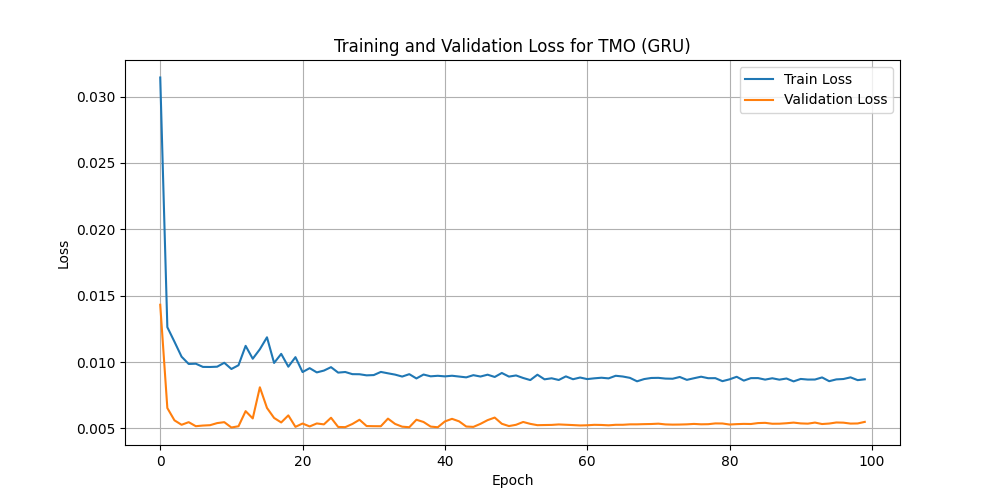 Training and Validation Loss for TMO (GRU)
Train Loss
Validation Loss
0.030
0.025
0.020
0.015
0.010
0.005
Loss
0 20 40 60 80 100
Epoch